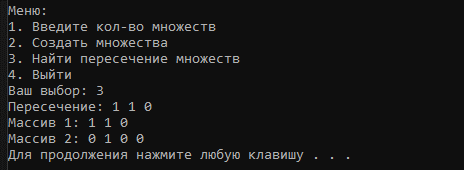 Меню:
1. Введите кол-во множеств
2. Создать множества
3. Найти пересечение множеств
4. Выйти
Ваш выбор: 3
Пересечение: 1 1 0
Массив 1: 1 1 0
Массив 2: 0 1 0 0
Для продолжения нажмите любую клавишу . . .